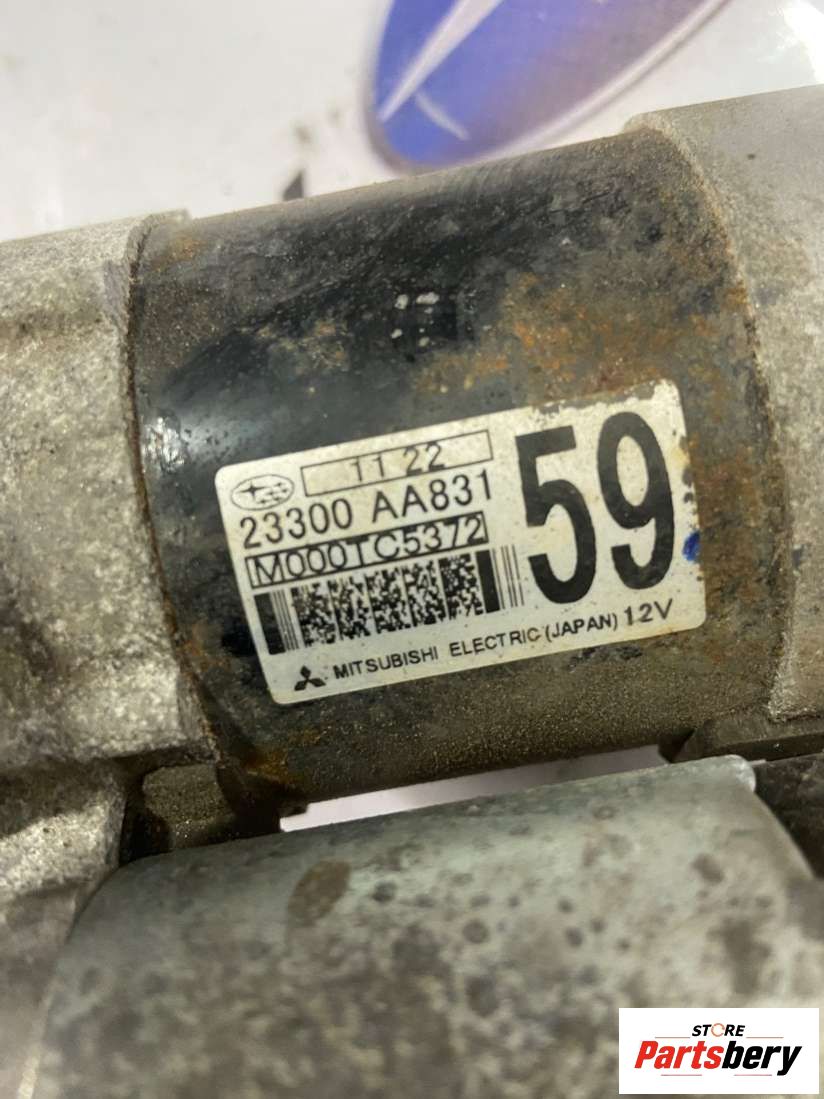 11 22
23300 AA831
M000TC5372
59
MITSUBISHI ELECTRIC (JAPAN) 12V
STORE
Partsbery